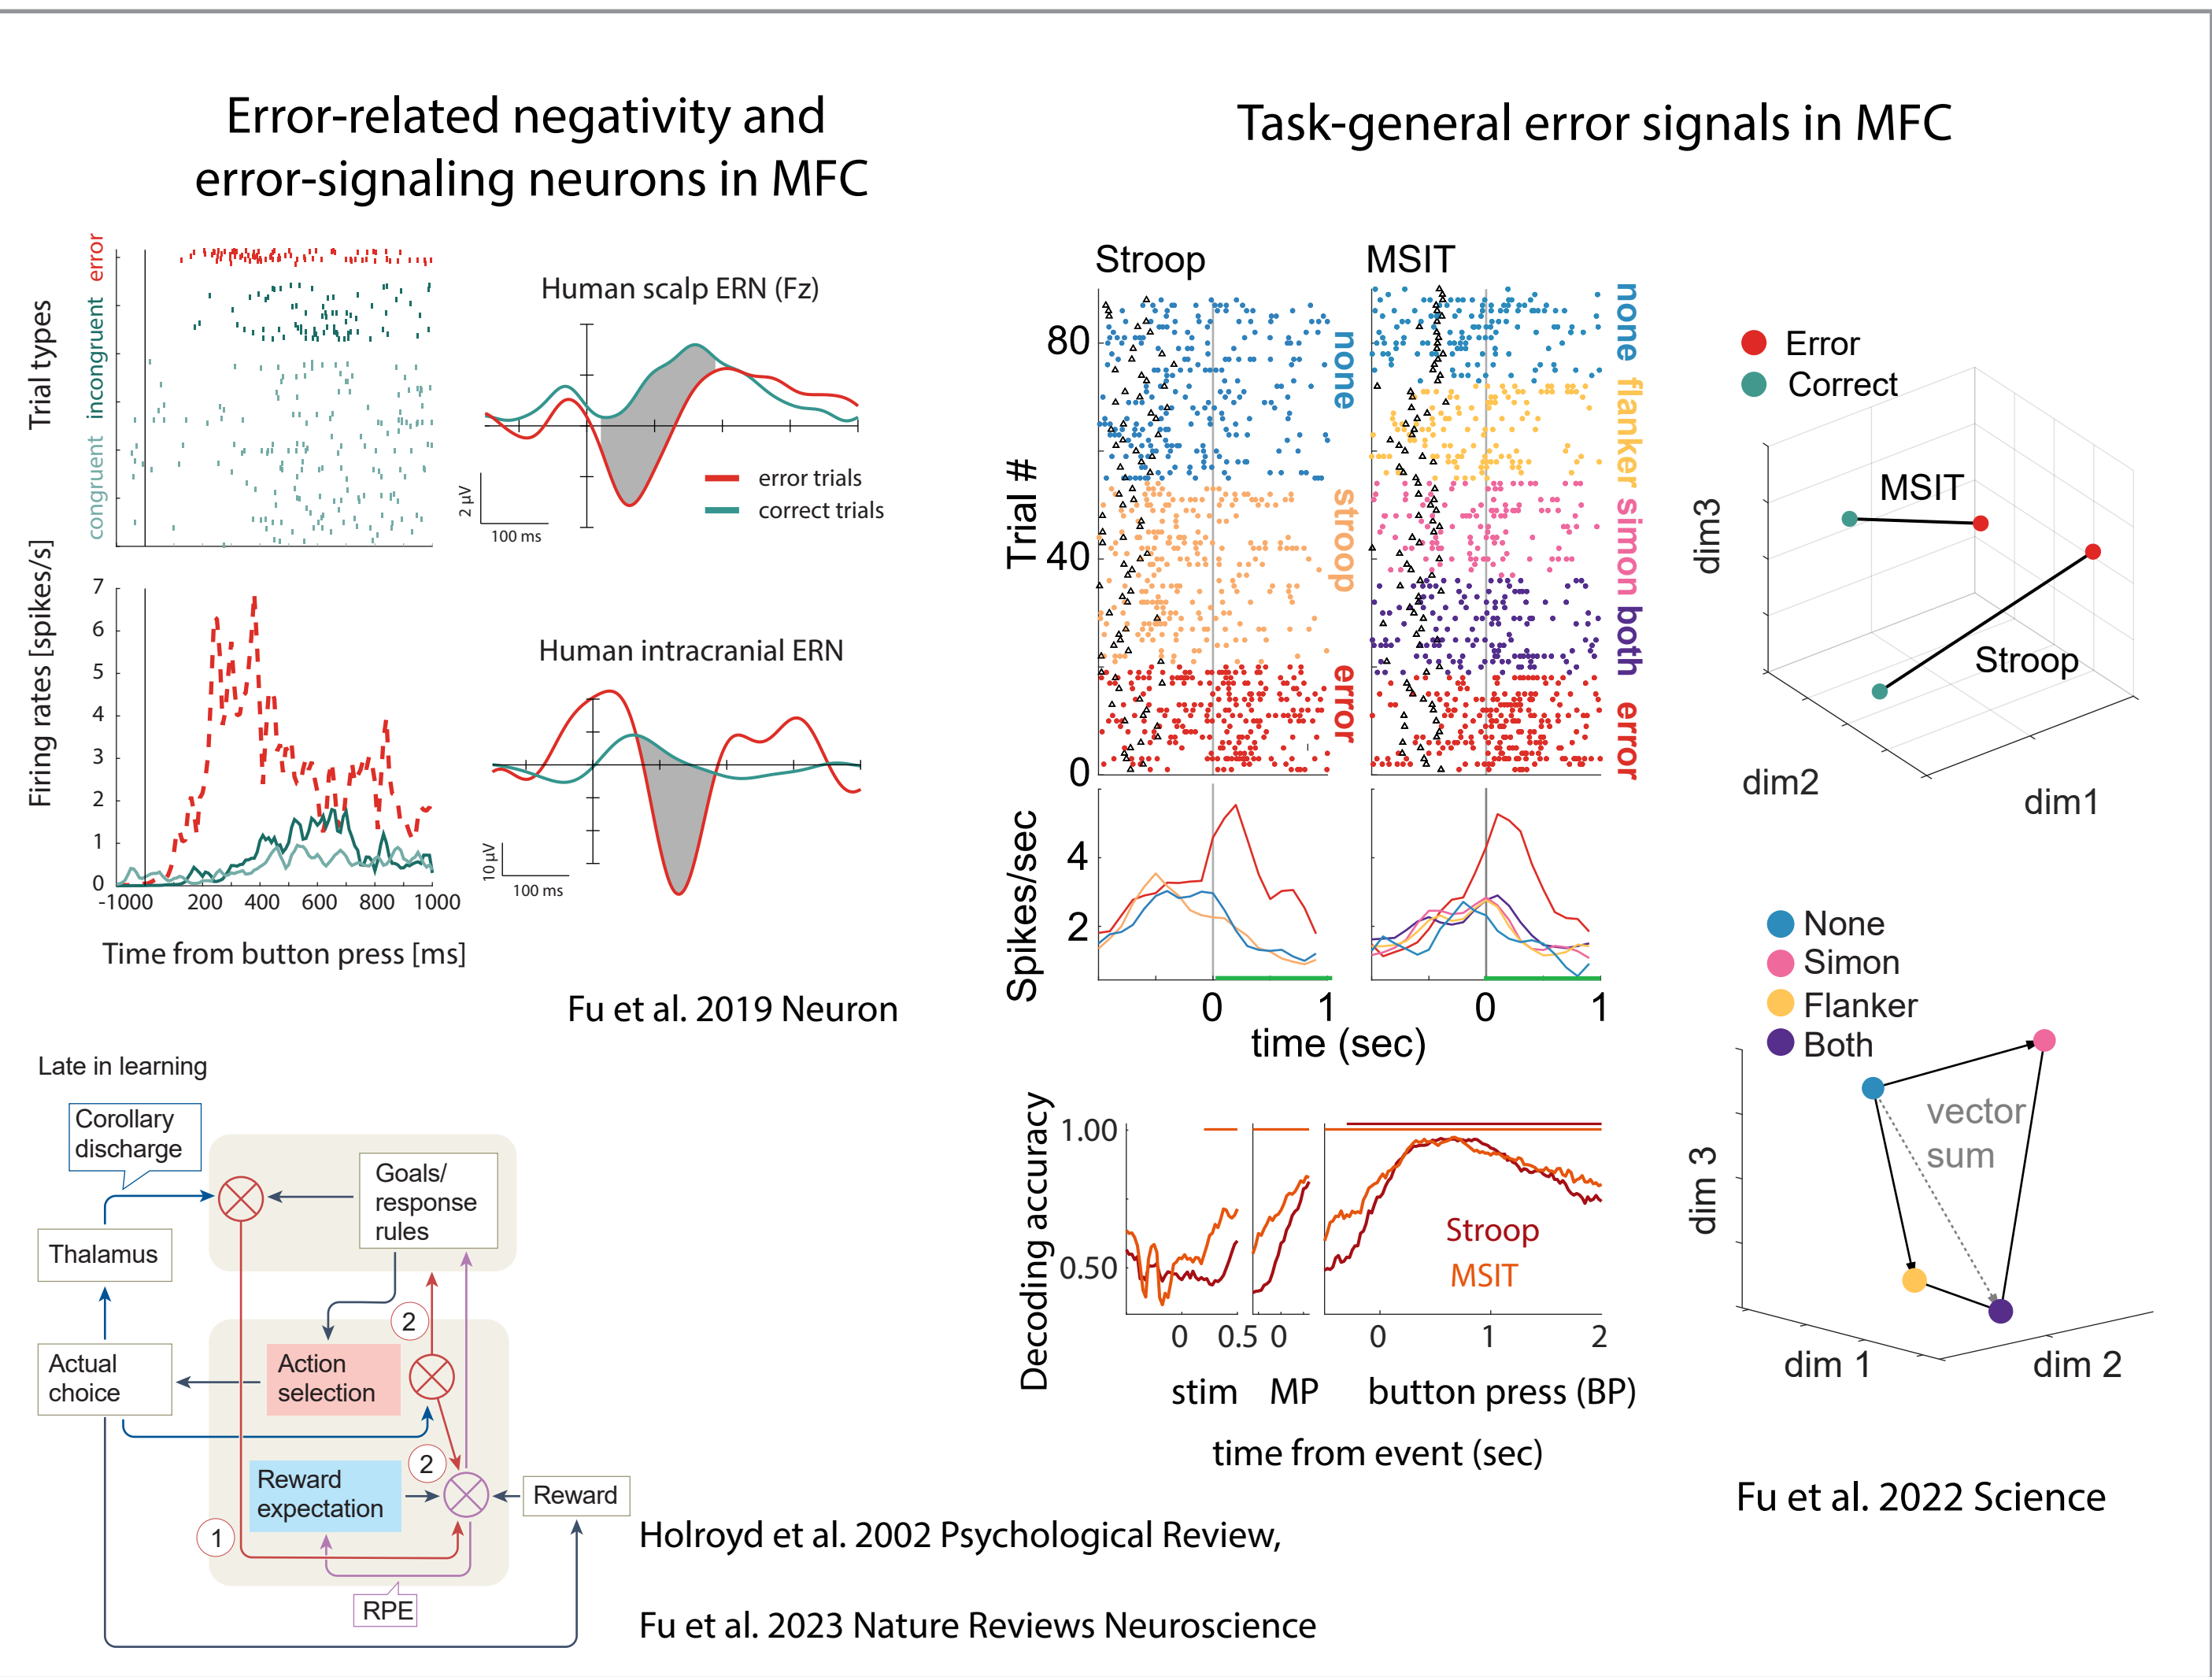 Error-related negativity and
error-signaling neurons in MFC
Trial types
congruent incongruent error
Human scalp ERN (Fz)
2 µV
100 ms
error trials
correct trials
Firing rates [spikes/s]
7
6
5
4
3
2
1
0
-1000 200 400 600 800 1000
Time from button press [ms]
Human intracranial ERN
10 µV
100 ms
Fu et al. 2019 Neuron
Late in learning
Corollary
discharge
Goals/
response
rules
Thalamus
2
Actual
choice
Action
selection
2
Reward
expectation
Reward
1
RPE
Holroyd et al. 2002 Psychological Review,
Fu et al. 2023 Nature Reviews Neuroscience
Task-general error signals in MFC
Stroop
MSIT
Trial #
80
40
0
none
stroop
error
none
flanker
simon
both
error
Spikes/sec
4
2
0 1
0 1
time (sec)
Decoding accuracy
1.00
0.50
Stroop
MSIT
0 0.5 0 0 1 2
stim MP button press (BP)
time from event (sec)
Error
Correct
MSIT
Stroop
dim3
dim2
dim1
None
Simon
Flanker
Both
vector
sum
dim 3
dim 1
dim 2
Fu et al. 2022 Science